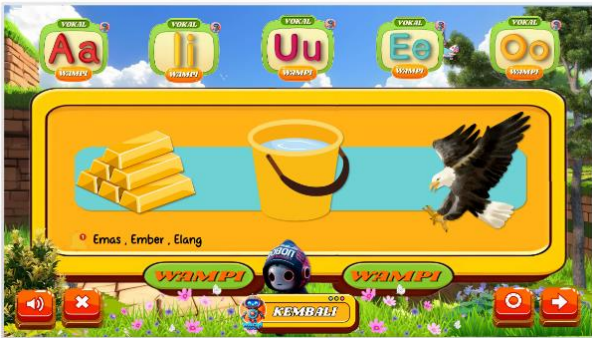 VOKAL VOKAL VOKAL VOKAL VOKAL
Aa Ii Uu Ee Oo
WAMPI WAMPI WAMPI WAMPI WAMPI
Emas , Ember , Elang
WAMPI WAMPI
KEMBALI